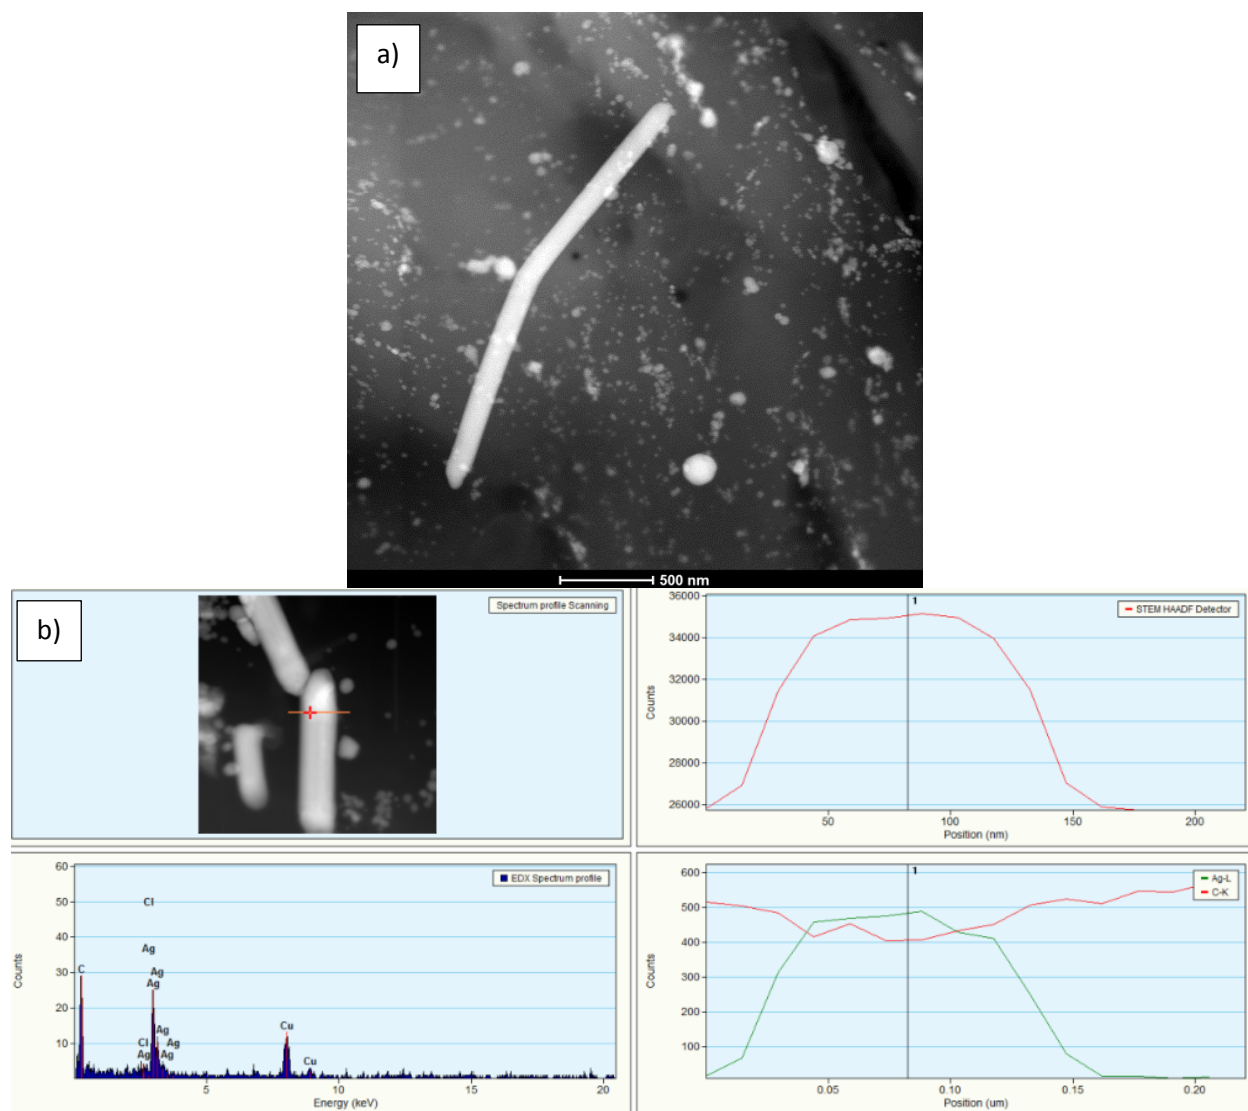 a)
500 nm
b)
Spectrum profile Scanning
36000
34000
32000
30000
28000
26000
Counts
1
STEM HAADF Detector
50
100
150
200
Position (nm)
60
50
40
30
20
10
Counts
EDX Spectrum profile
Cl
Ag
C
Ag
Ag
Ag
Cl
Ag
Ag
Ag
Cu
Cu
5
10
15
20
Energy (keV)
600
500
400
300
200
100
Counts
1
Ag-L
C-K
0.05
0.10
0.15
0.20
Position (um)